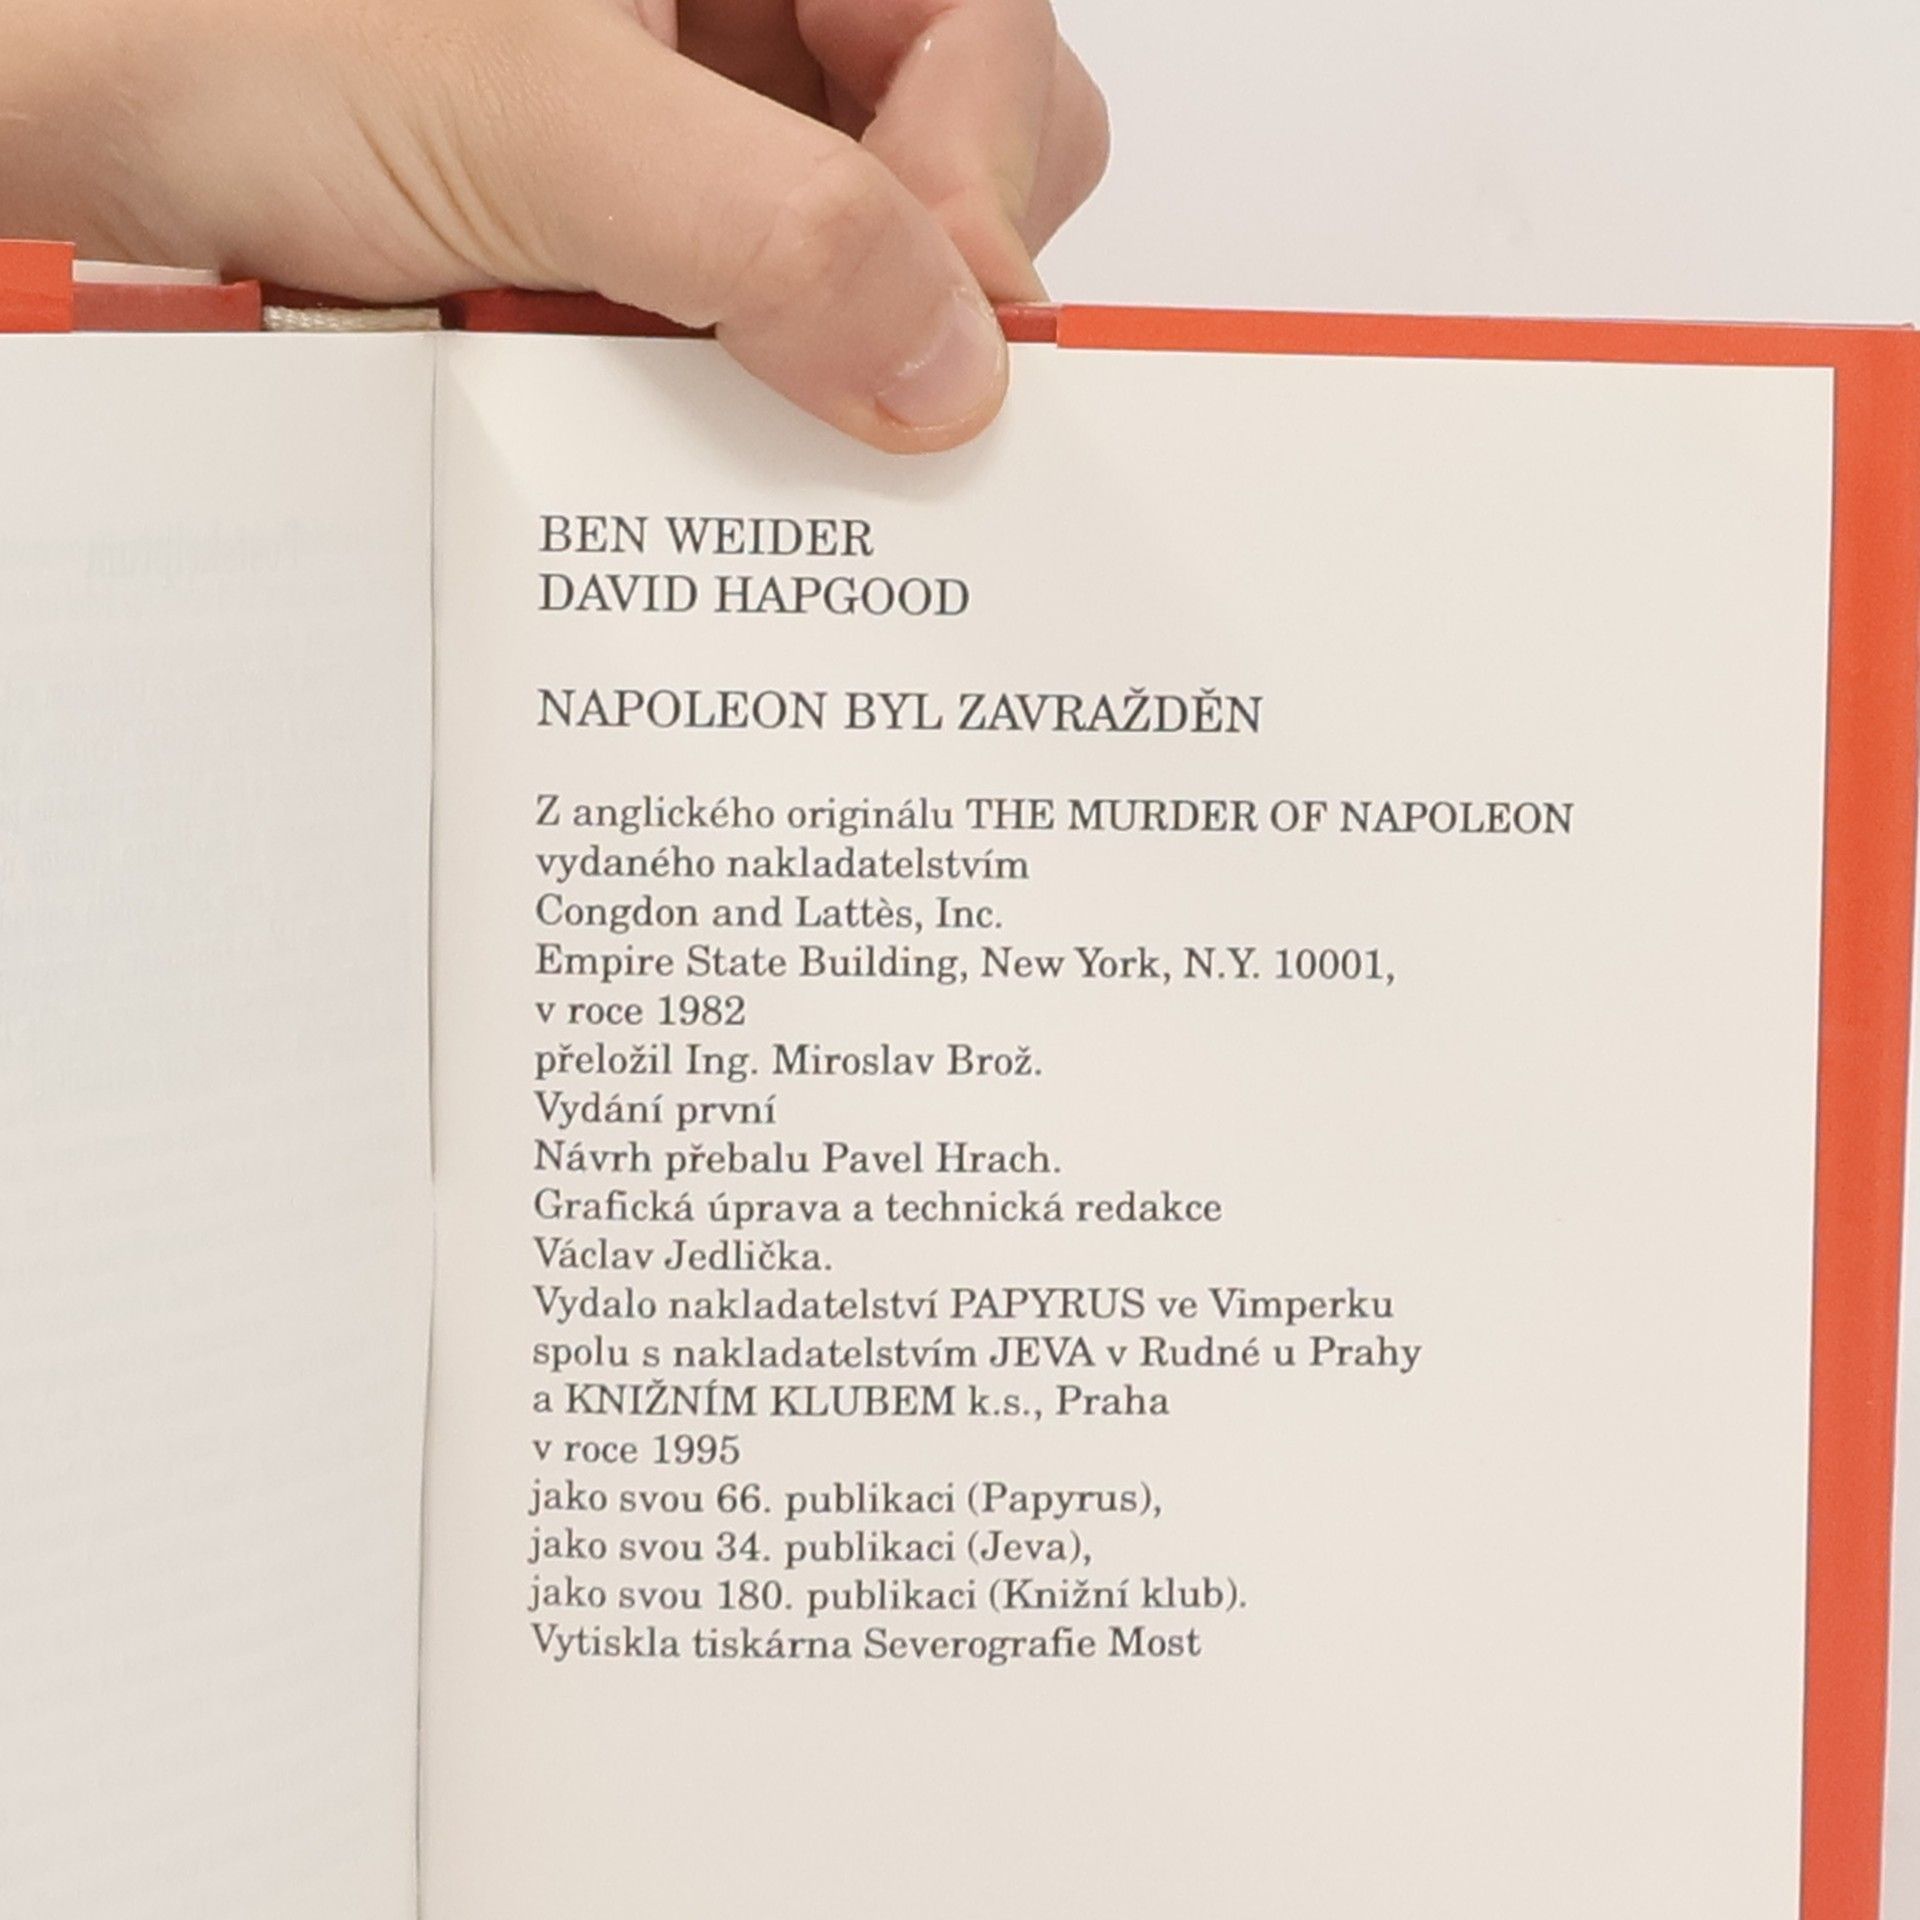 BEN WEIDER
DAVID HAPGOOD
NAPOLEON BYL ZAVRAŽDĚN
Z anglického originálu THE MURDER OF NAPOLEON
vydaného nakladatelstvím
Congdon and Lattès, Inc.
Empire State Building, New York, N.Y. 10001,
v roce 1982
přeložil Ing. Miroslav Brož.
Vydání první
Návrh přebalu Pavel Hrach.
Grafická úprava a technická redakce
Václav Jedlička.
Vydalo nakladatelství PAPYRUS ve Vimperku
spolu s nakladatelstvím JEVA v Rudné u Prahy
a KNIŽNÍM KLUBEM k.s., Praha
v roce 1995
jako svou 66. publikaci (Papyrus),
jako svou 34. publikaci (Jeva),
jako svou 180. publikaci (Knižní klub).
Vytiskla tiskárna Severografie Most